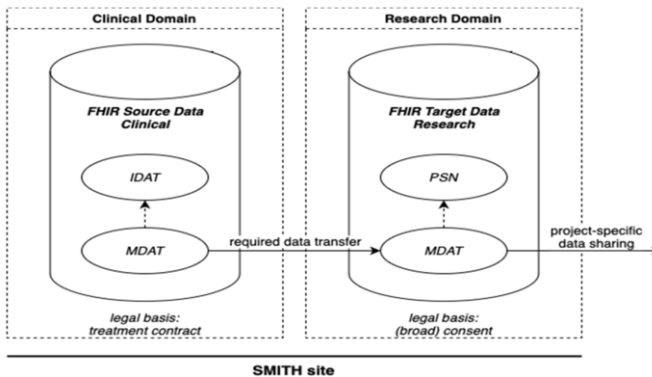 Clinical Domain
Research Domain
FHIR Source Data
Clinical
FHIR Target Data
Research
IDAT
PSN
MDAT
required data transfer
MDAT
project-specific
data sharing
legal basis:
treatment contract
legal basis:
(broad) consent
SMITH site